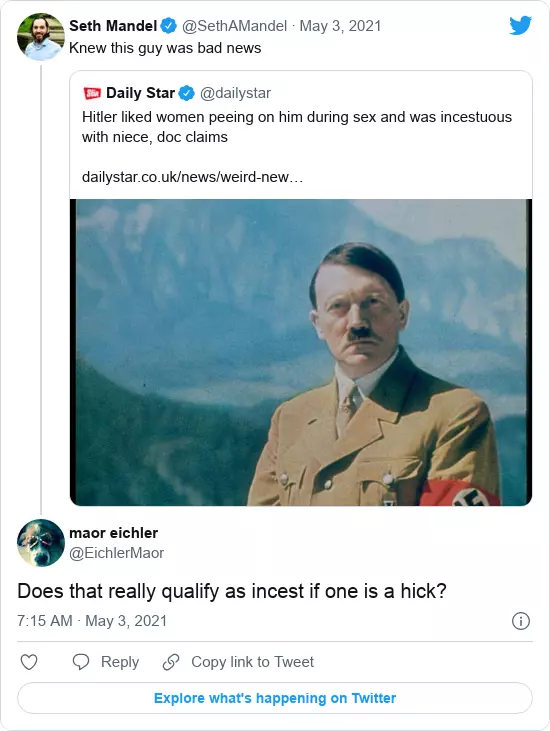 Seth Mandel @SethAMandel · May 3, 2021
Knew this guy was bad news
Daily Star @dailystar
Hitler liked women peeing on him during sex and was incestuous
with niece, doc claims
dailystar.co.uk/news/weird-new…
maor eichler
@EichlerMaor
Does that really qualify as incest if one is a hick?
7:15 AM · May 3, 2021
Reply
Copy link to Tweet
Explore what's happening on Twitter